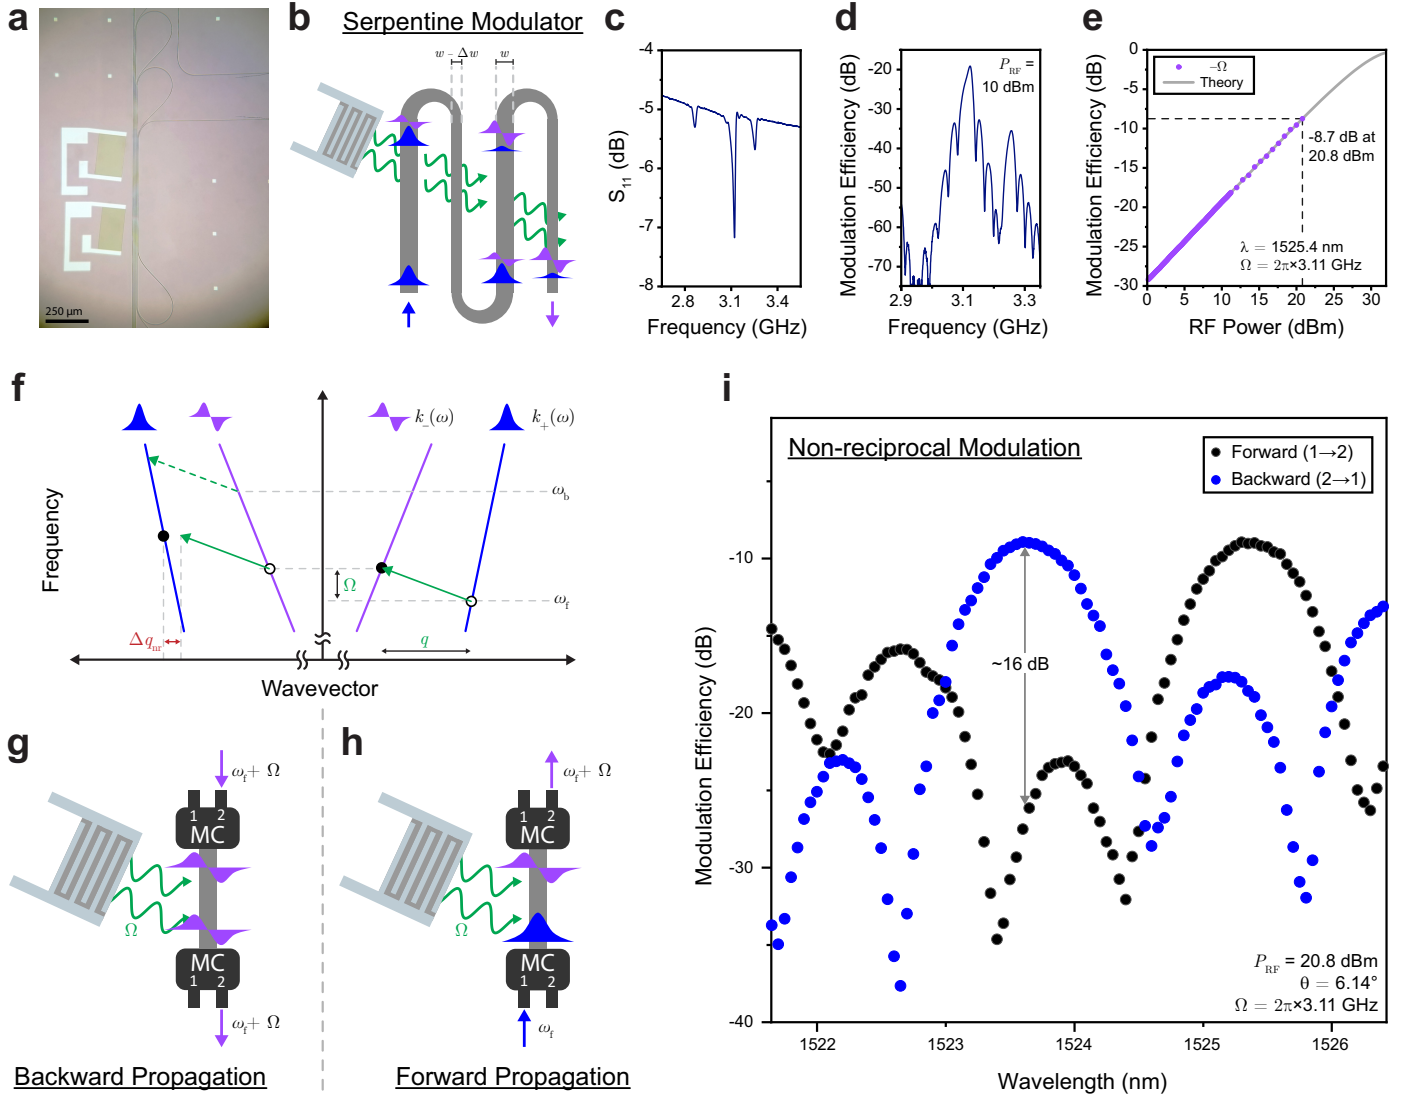 a
250 µm
b
Serpentine Modulator
w - Δw
w
c
-4
-5
-6
-7
-8
S11 (dB)
2.8
3.1
3.4
Frequency (GHz)
d
-20
-30
-40
-50
-60
-70
Modulation Efficiency (dB)
PRF =
10 dBm
2.9
3.1
3.3
Frequency (GHz)
e
0
-5
-10
-15
-20
-25
-30
Modulation Efficiency (dB)
-Ω
Theory
-8.7 dB at
20.8 dBm
λ = 1525.4 nm
Ω = 2π×3.11 GHz
0
5
10
15
20
25
30
RF Power (dBm)
f
k-(ω)
k+(ω)
Frequency
ωb
Ω
ωf
Δqnr
q
Wavevector
g
ωf+ Ω
1 2
MC
Ω
MC
1 2
ωf+ Ω
Backward Propagation
h
ωf+ Ω
1 2
MC
Ω
MC
1 2
ωf
Forward Propagation
i
Non-reciprocal Modulation
Forward (1→2)
Backward (2→1)
-10
-20
-30
-40
Modulation Efficiency (dB)
~16 dB
PRF = 20.8 dBm
θ = 6.14°
Ω = 2π×3.11 GHz
1522
1523
1524
1525
1526
Wavelength (nm)